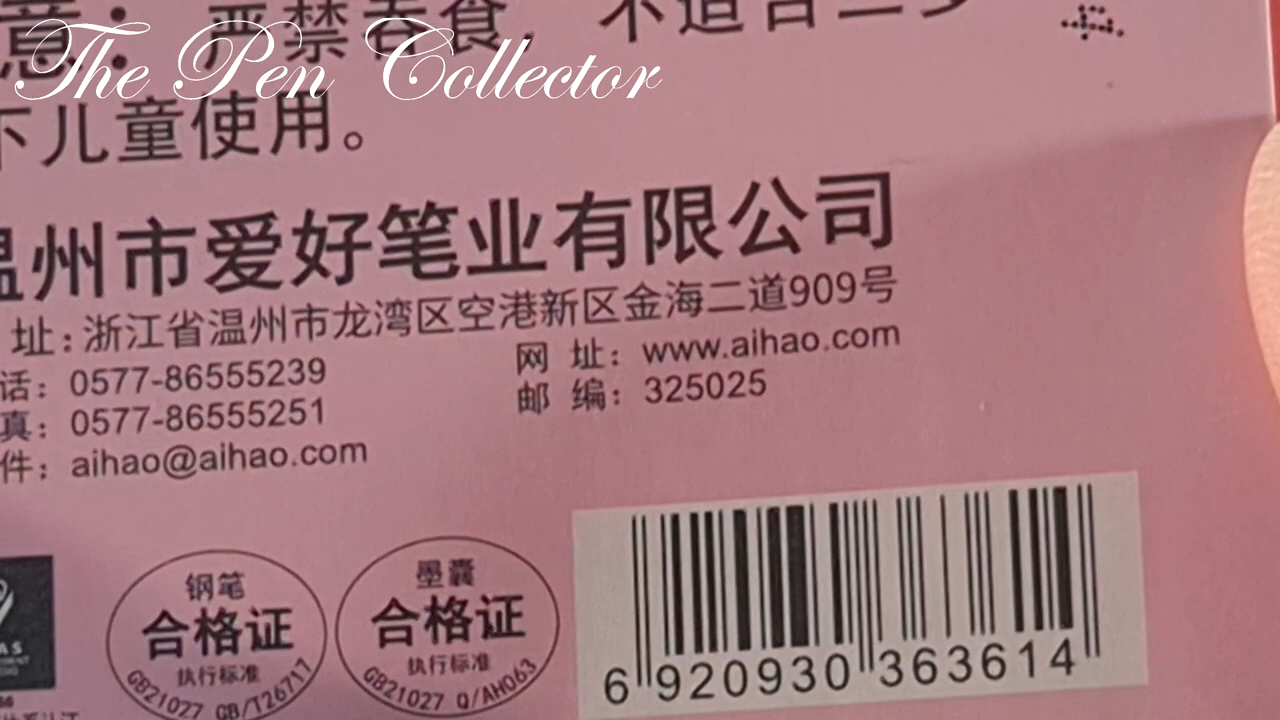 The Pen Collector
意：严禁吞食，不适合三岁
下儿童使用。
温州市爱好笔业有限公司
址：浙江省温州市龙湾区空港新区金海二道909号
话：0577-86555239
网 址：www.aihao.com
真：0577-86555251
邮 编：325025
件：aihao@aihao.com
钢笔
合格证
执行标准
GB21027 GB/T26717
墨囊
合格证
执行标准
GB21027 Q/AH063
6 920930 363614